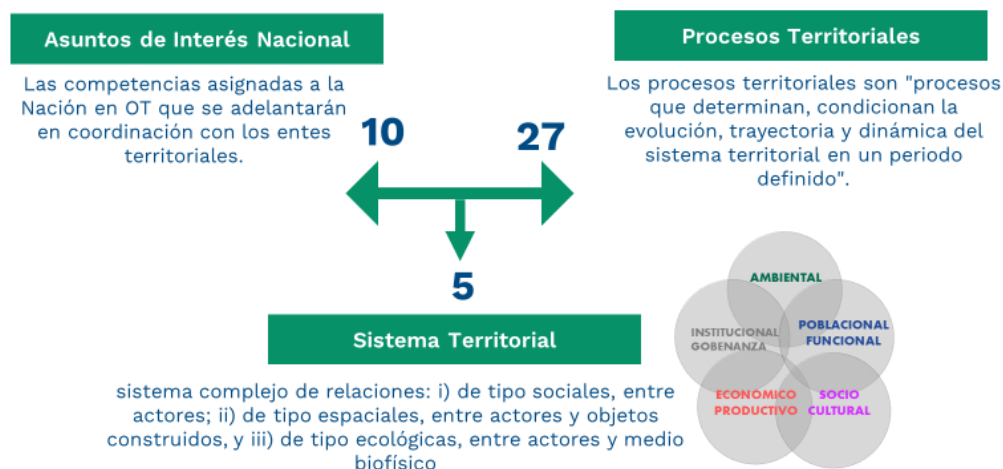 Asuntos de Interés Nacional
Las competencias asignadas a la
Nación en OT que se adelantarán
en coordinación con los entes
territoriales.
10
27
Procesos Territoriales
Los procesos territoriales son "procesos
que determinan, condicionan la
evolución, trayectoria y dinámica del
sistema territorial en un periodo
definido".
5
Sistema Territorial
sistema complejo de relaciones: i) de tipo sociales, entre
actores; ii) de tipo espaciales, entre actores y objetos
construidos, y iii) de tipo ecológicas, entre actores y medio
biofísico
AMBIENTAL
INSTITUCIONAL
GOBENANZA
POBLACIONAL
FUNCIONAL
ECONÓMICO
PRODUCTIVO
SOCIO
CULTURAL